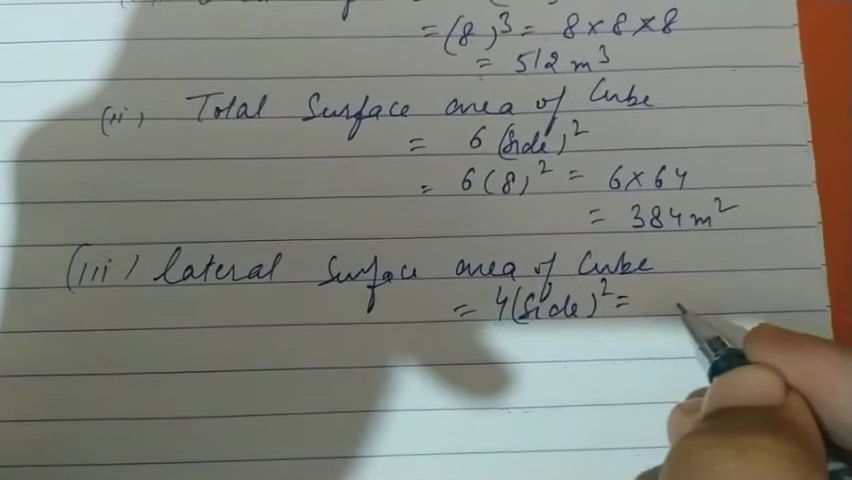 = (8)³ = 8×8×8
= 512 m³
(ii) Total Surface area of Cube
= 6 (Side)²
= 6(8)² = 6×64
= 384 m²
(iii) lateral Surface area of Cube
= 4(Side)² =